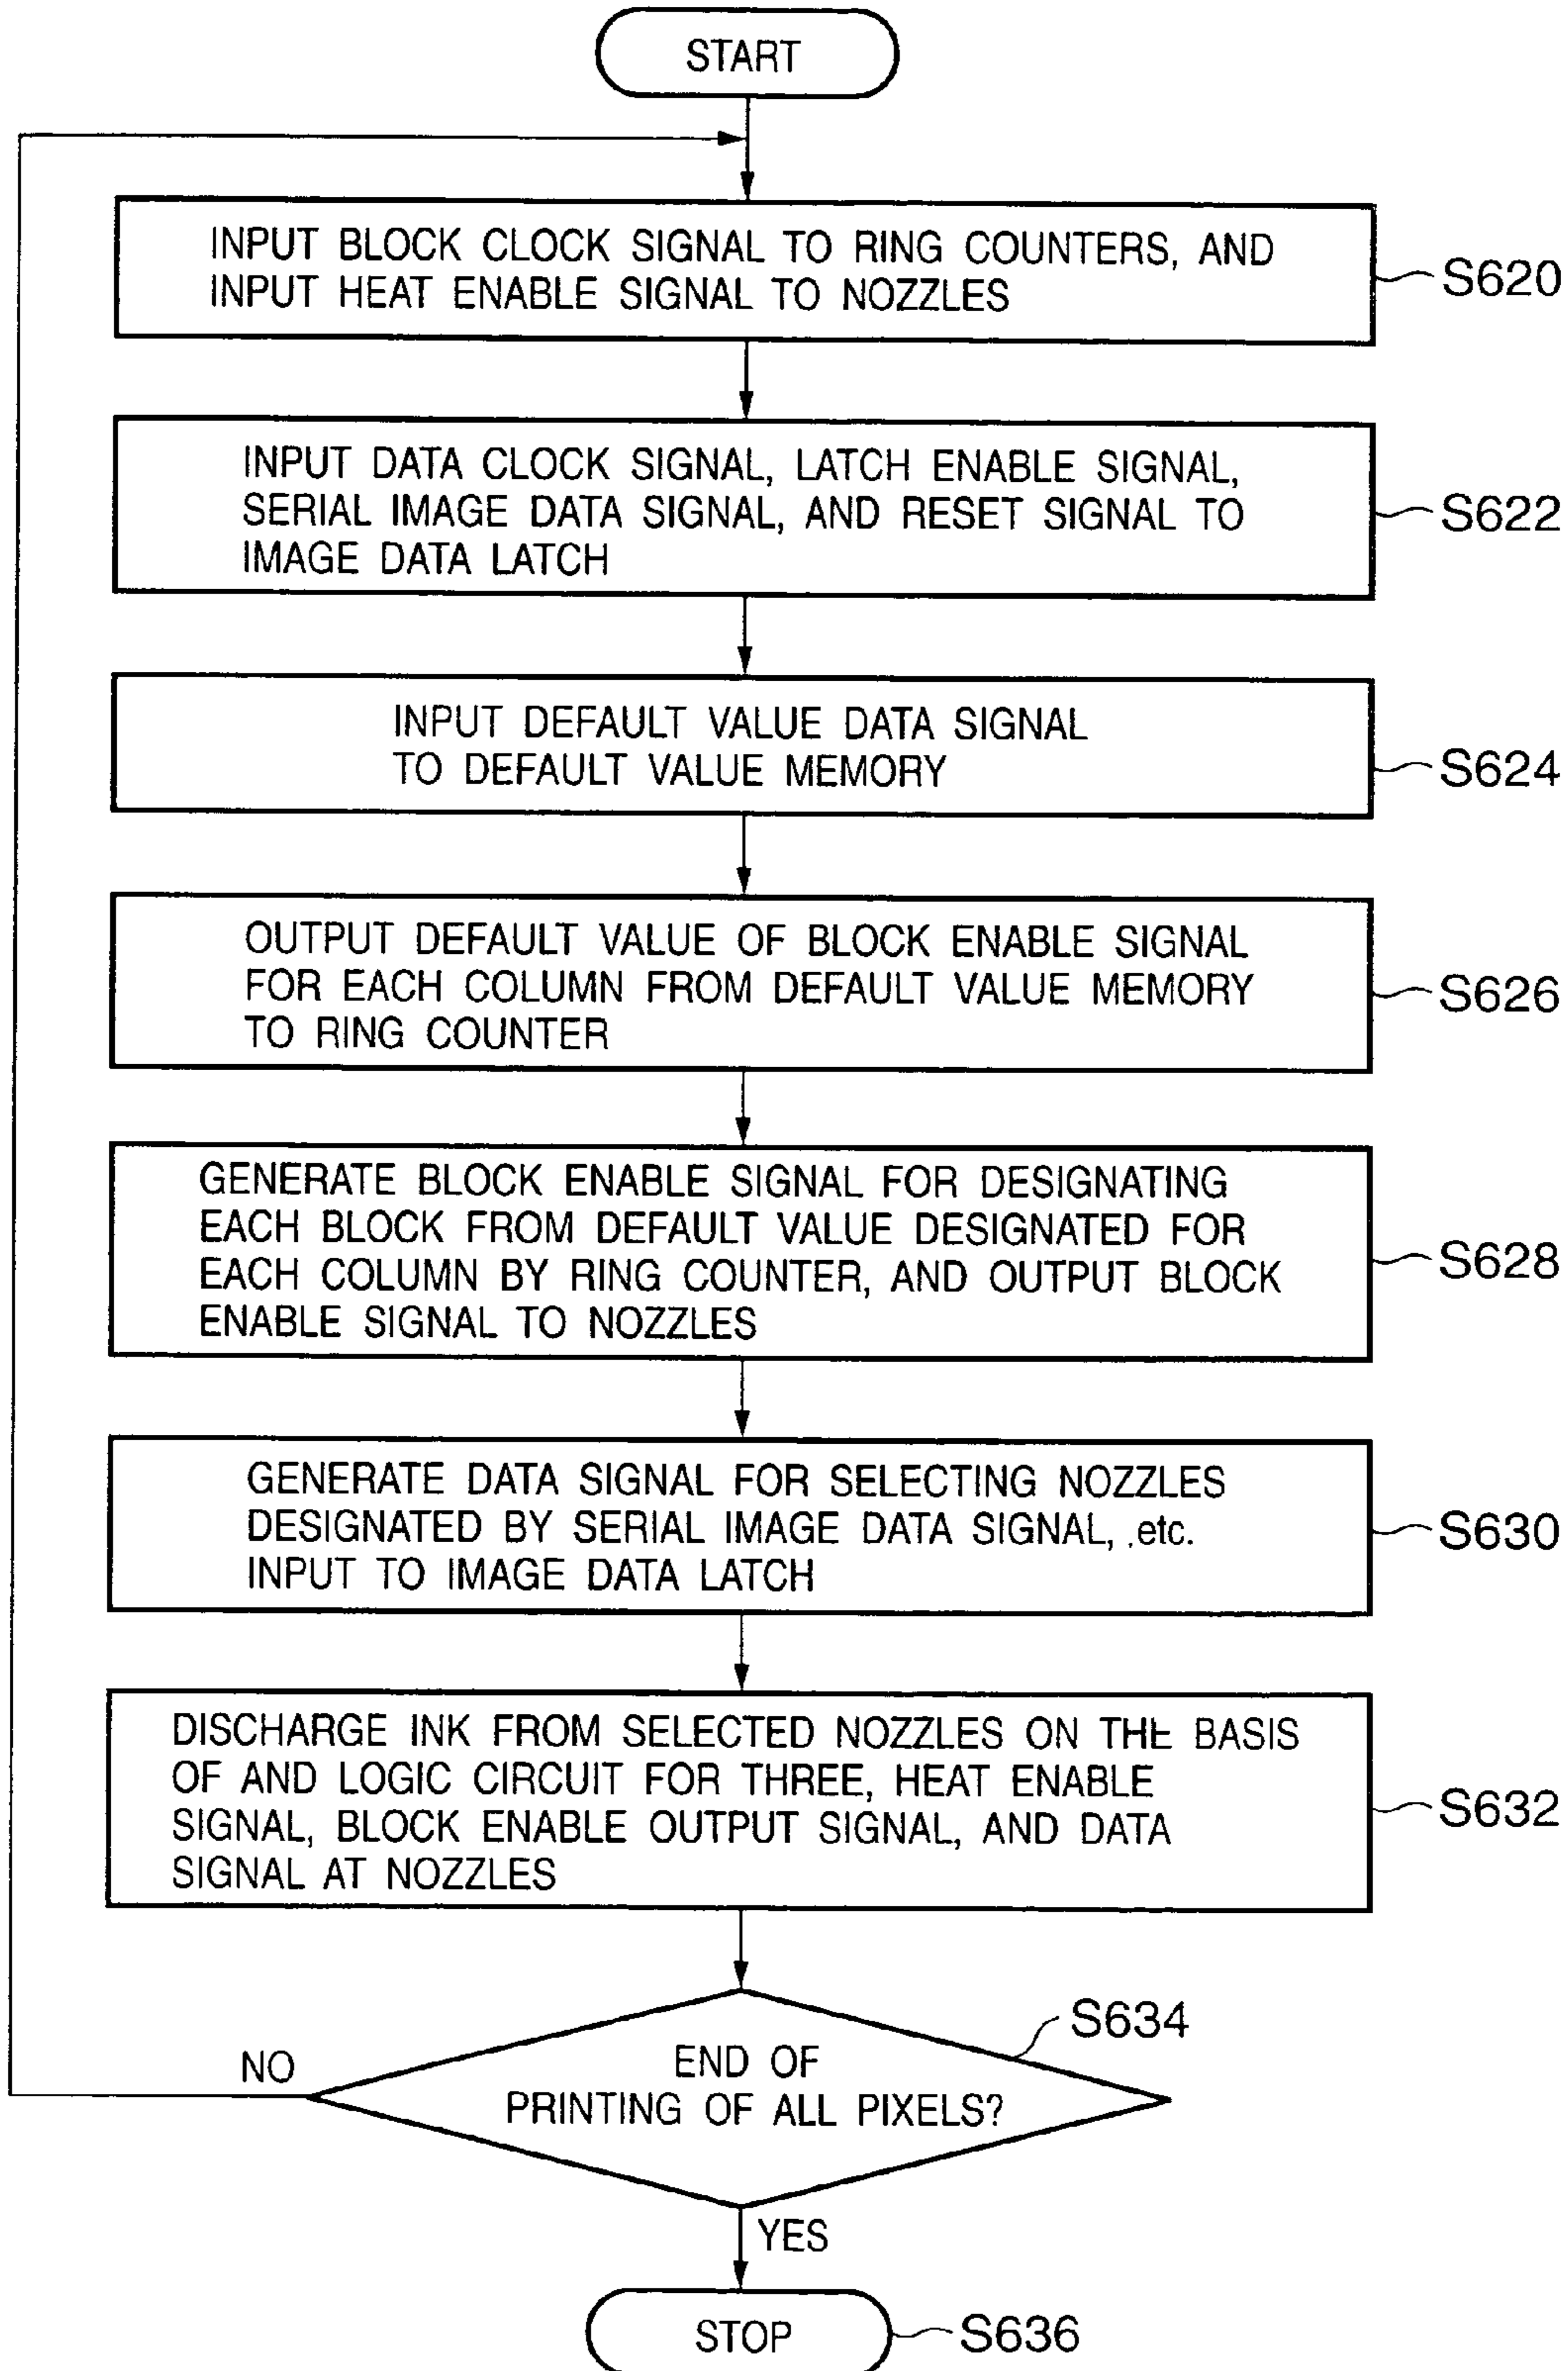 START
INPUT BLOCK CLOCK SIGNAL TO RING COUNTERS, AND
INPUT HEAT ENABLE SIGNAL TO NOZZLES
S620
INPUT DATA CLOCK SIGNAL, LATCH ENABLE SIGNAL,
SERIAL IMAGE DATA SIGNAL, AND RESET SIGNAL TO
IMAGE DATA LATCH
S622
INPUT DEFAULT VALUE DATA SIGNAL
TO DEFAULT VALUE MEMORY
S624
OUTPUT DEFAULT VALUE OF BLOCK ENABLE SIGNAL
FOR EACH COLUMN FROM DEFAULT VALUE MEMORY
TO RING COUNTER
S626
GENERATE BLOCK ENABLE SIGNAL FOR DESIGNATING
EACH BLOCK FROM DEFAULT VALUE DESIGNATED FOR
EACH COLUMN BY RING COUNTER, AND OUTPUT BLOCK
ENABLE SIGNAL TO NOZZLES
S628
GENERATE DATA SIGNAL FOR SELECTING NOZZLES
DESIGNATED BY SERIAL IMAGE DATA SIGNAL, .etc.
INPUT TO IMAGE DATA LATCH
S630
DISCHARGE INK FROM SELECTED NOZZLES ON THE BASIS
OF AND LOGIC CIRCUIT FOR THREE, HEAT ENABLE
SIGNAL, BLOCK ENABLE OUTPUT SIGNAL, AND DATA
SIGNAL AT NOZZLES
S632
S634
NO
END OF
PRINTING OF ALL PIXELS?
YES
STOP
S636